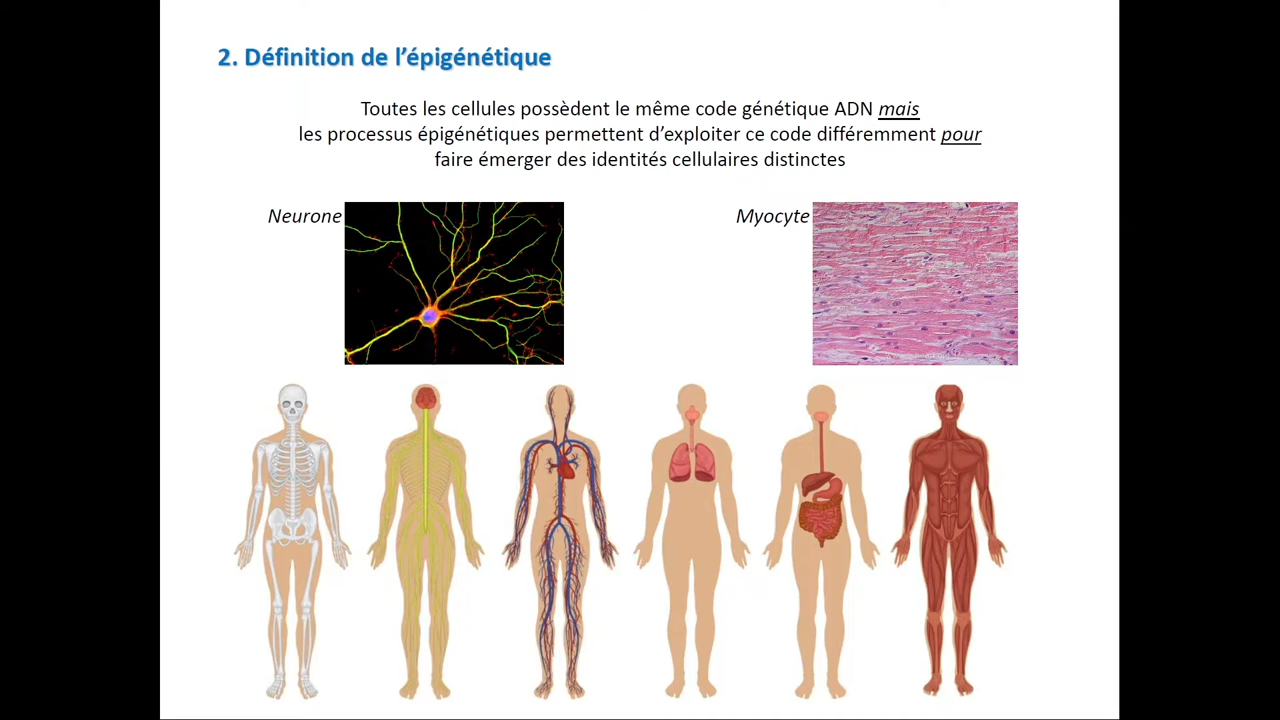 2. Définition de l’épigénétique
Toutes les cellules possèdent le même code génétique ADN mais
les processus épigénétiques permettent d’exploiter ce code différemment pour
faire émerger des identités cellulaires distinctes
Neurone
Myocyte